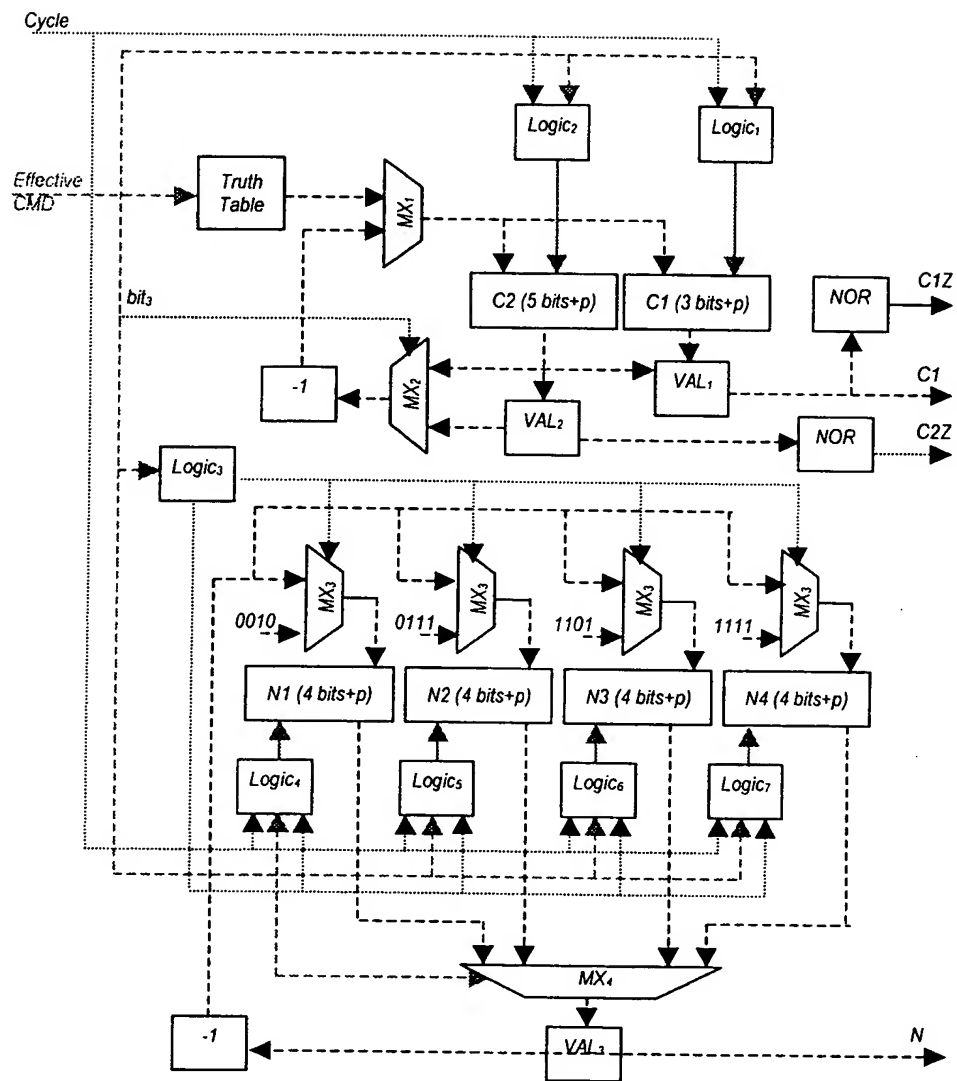 Cycle
Logic₂
Logic₁
Effective
CMD
Truth
Table
MX₁
bit₃
C2 (5 bits+p)
C1 (3 bits+p)
NOR
C1Z
-1
MX₂
VAL₂
VAL₁
C1
NOR
C2Z
Logic₃
MX₃
MX₃
MX₃
MX₃
0010
0111
1101
1111
N1 (4 bits+p)
N2 (4 bits+p)
N3 (4 bits+p)
N4 (4 bits+p)
Logic₄
Logic₅
Logic₆
Logic₇
MX₄
-1
VAL₃
N